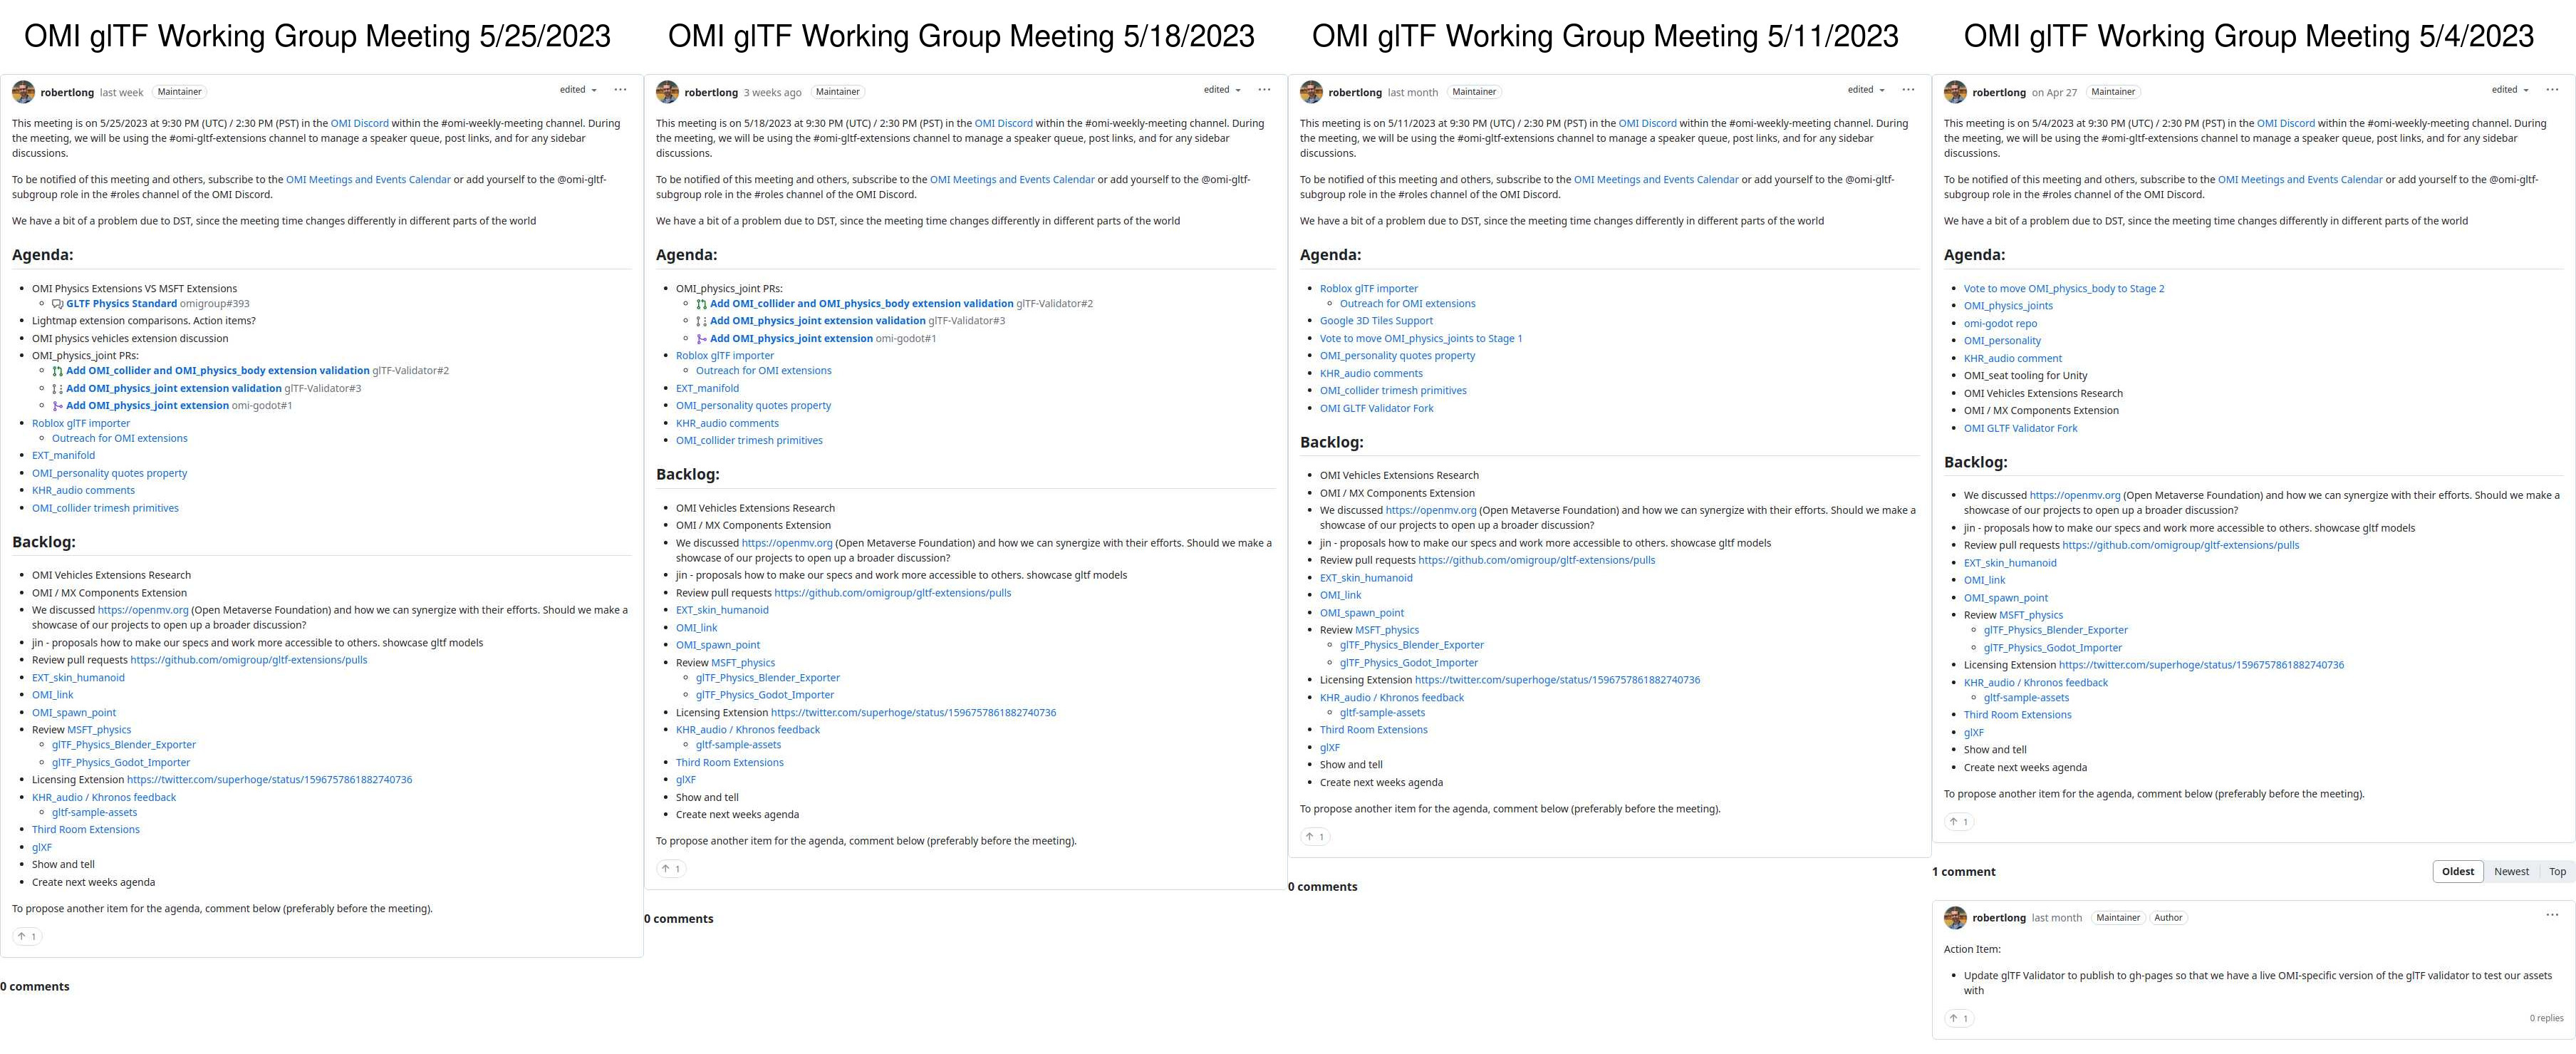 OMI glTF Working Group Meeting 5/25/2023
robertlong last week Maintainer edited
This meeting is on 5/25/2023 at 9:30 PM (UTC) / 2:30 PM (PST) in the OMI Discord within the #omi-weekly-meeting channel. During
the meeting, we will be using the #omi-gltf-extensions channel to manage a speaker queue, post links, and for any sidebar
discussions.
To be notified of this meeting and others, subscribe to the OMI Meetings and Events Calendar or add yourself to the @omi-gltf-
subgroup role in the #roles channel of the OMI Discord.
We have a bit of a problem due to DST, since the meeting time changes differently in different parts of the world
Agenda:
OMI Physics Extensions VS MSFT Extensions
GLTF Physics Standard omigroup#393
Lightmap extension comparisons. Action items?
OMI physics vehicles extension discussion
OMI_physics_joint PRs:
Add OMI_collider and OMI_physics_body extension validation glTF-Validator#2
Add OMI_physics_joint extension validation glTF-Validator#3
Add OMI_physics_joint extension omi-godot#1
Roblox glTF importer
Outreach for OMI extensions
EXT_manifold
OMI_personality quotes property
KHR_audio comments
OMI_collider trimesh primitives
Backlog:
OMI Vehicles Extensions Research
OMI / MX Components Extension
We discussed https://openmv.org (Open Metaverse Foundation) and how we can synergize with their efforts. Should we make a
showcase of our projects to open up a broader discussion?
jin - proposals how to make our specs and work more accessible to others. showcase gltf models
Review pull requests https://github.com/omigroup/gltf-extensions/pulls
EXT_skin_humanoid
OMI_link
OMI_spawn_point
Review MSFT_physics
glTF_Physics_Blender_Exporter
glTF_Physics_Godot_Importer
Licensing Extension https://twitter.com/superhoge/status/1596757861882740736
KHR_audio / Khronos feedback
gltf-sample-assets
Third Room Extensions
glXF
Show and tell
Create next weeks agenda
To propose another item for the agenda, comment below (preferably before the meeting).
1
0 comments
OMI glTF Working Group Meeting 5/18/2023
robertlong 3 weeks ago Maintainer edited
This meeting is on 5/18/2023 at 9:30 PM (UTC) / 2:30 PM (PST) in the OMI Discord within the #omi-weekly-meeting channel. During
the meeting, we will be using the #omi-gltf-extensions channel to manage a speaker queue, post links, and for any sidebar
discussions.
To be notified of this meeting and others, subscribe to the OMI Meetings and Events Calendar or add yourself to the @omi-gltf-
subgroup role in the #roles channel of the OMI Discord.
We have a bit of a problem due to DST, since the meeting time changes differently in different parts of the world
Agenda:
OMI_physics_joint PRs:
Add OMI_collider and OMI_physics_body extension validation glTF-Validator#2
Add OMI_physics_joint extension validation glTF-Validator#3
Add OMI_physics_joint extension omi-godot#1
Roblox glTF importer
Outreach for OMI extensions
EXT_manifold
OMI_personality quotes property
KHR_audio comments
OMI_collider trimesh primitives
Backlog:
OMI Vehicles Extensions Research
OMI / MX Components Extension
We discussed https://openmv.org (Open Metaverse Foundation) and how we can synergize with their efforts. Should we make a
showcase of our projects to open up a broader discussion?
jin - proposals how to make our specs and work more accessible to others. showcase gltf models
Review pull requests https://github.com/omigroup/gltf-extensions/pulls
EXT_skin_humanoid
OMI_link
OMI_spawn_point
Review MSFT_physics
glTF_Physics_Blender_Exporter
glTF_Physics_Godot_Importer
Licensing Extension https://twitter.com/superhoge/status/1596757861882740736
KHR_audio / Khronos feedback
gltf-sample-assets
Third Room Extensions
glXF
Show and tell
Create next weeks agenda
To propose another item for the agenda, comment below (preferably before the meeting).
1
0 comments
OMI glTF Working Group Meeting 5/11/2023
robertlong last month Maintainer edited
This meeting is on 5/11/2023 at 9:30 PM (UTC) / 2:30 PM (PST) in the OMI Discord within the #omi-weekly-meeting channel. During
the meeting, we will be using the #omi-gltf-extensions channel to manage a speaker queue, post links, and for any sidebar
discussions.
To be notified of this meeting and others, subscribe to the OMI Meetings and Events Calendar or add yourself to the @omi-gltf-
subgroup role in the #roles channel of the OMI Discord.
We have a bit of a problem due to DST, since the meeting time changes differently in different parts of the world
Agenda:
Roblox glTF importer
Outreach for OMI extensions
Google 3D Tiles Support
Vote to move OMI_physics_joints to Stage 1
OMI_personality quotes property
KHR_audio comments
OMI_collider trimesh primitives
OMI GLTF Validator Fork
Backlog:
OMI Vehicles Extensions Research
OMI / MX Components Extension
We discussed https://openmv.org (Open Metaverse Foundation) and how we can synergize with their efforts. Should we make a
showcase of our projects to open up a broader discussion?
jin - proposals how to make our specs and work more accessible to others. showcase gltf models
Review pull requests https://github.com/omigroup/gltf-extensions/pulls
EXT_skin_humanoid
OMI_link
OMI_spawn_point
Review MSFT_physics
glTF_Physics_Blender_Exporter
glTF_Physics_Godot_Importer
Licensing Extension https://twitter.com/superhoge/status/1596757861882740736
KHR_audio / Khronos feedback
gltf-sample-assets
Third Room Extensions
glXF
Show and tell
Create next weeks agenda
To propose another item for the agenda, comment below (preferably before the meeting).
1
0 comments
OMI glTF Working Group Meeting 5/4/2023
robertlong on Apr 27 Maintainer edited
This meeting is on 5/4/2023 at 9:30 PM (UTC) / 2:30 PM (PST) in the OMI Discord within the #omi-weekly-meeting channel. During
the meeting, we will be using the #omi-gltf-extensions channel to manage a speaker queue, post links, and for any sidebar
discussions.
To be notified of this meeting and others, subscribe to the OMI Meetings and Events Calendar or add yourself to the @omi-gltf-
subgroup role in the #roles channel of the OMI Discord.
We have a bit of a problem due to DST, since the meeting time changes differently in different parts of the world
Agenda:
Vote to move OMI_physics_body to Stage 2
OMI_physics_joints
omi-godot repo
OMI_personality
KHR_audio comment
OMI_seat tooling for Unity
OMI Vehicles Extensions Research
OMI / MX Components Extension
OMI GLTF Validator Fork
Backlog:
We discussed https://openmv.org (Open Metaverse Foundation) and how we can synergize with their efforts. Should we make a
showcase of our projects to open up a broader discussion?
jin - proposals how to make our specs and work more accessible to others. showcase gltf models
Review pull requests https://github.com/omigroup/gltf-extensions/pulls
EXT_skin_humanoid
OMI_link
OMI_spawn_point
Review MSFT_physics
glTF_Physics_Blender_Exporter
glTF_Physics_Godot_Importer
Licensing Extension https://twitter.com/superhoge/status/1596757861882740736
KHR_audio / Khronos feedback
gltf-sample-assets
Third Room Extensions
glXF
Show and tell
Create next weeks agenda
To propose another item for the agenda, comment below (preferably before the meeting).
1
1 comment Oldest Newest Top
robertlong last month Maintainer Author
Action Item:
Update glTF Validator to publish to gh-pages so that we have a live OMI-specific version of the glTF validator to test our assets
with
1 0 replies